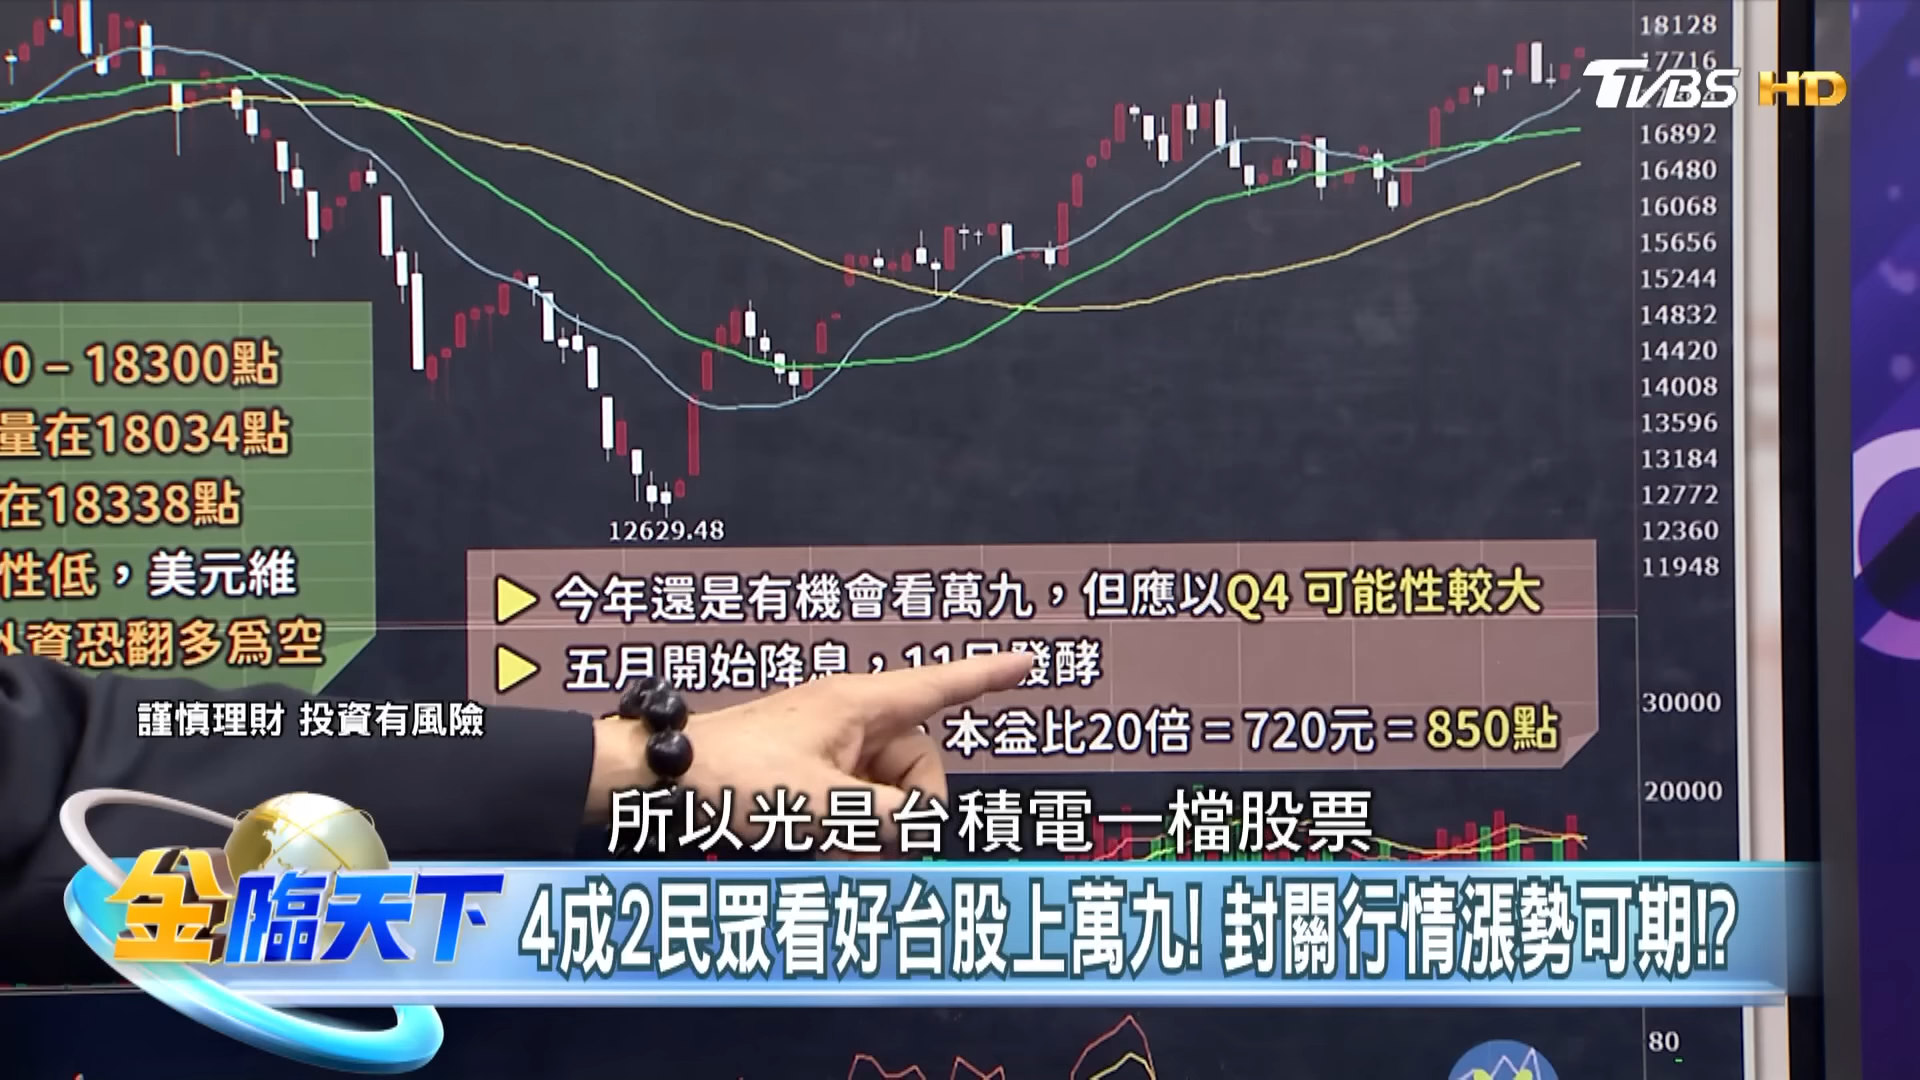 18128
17716
TVBS HD
16892
16480
16068
15656
15244
14832
14420
14008
13596
13184
12772
12360
11948
12629.48
0 – 18300點
量在18034點
在18338點
性低，美元維
外資恐翻多為空
今年還是有機會看萬九，但應以Q4 可能性較大
五月開始降息，11月發酵
本益比20倍 = 720元 = 850點
30000
20000
謹慎理財 投資有風險
所以光是台積電一檔股票
金臨天下
4成2民眾看好台股上萬九! 封關行情漲勢可期!?
80